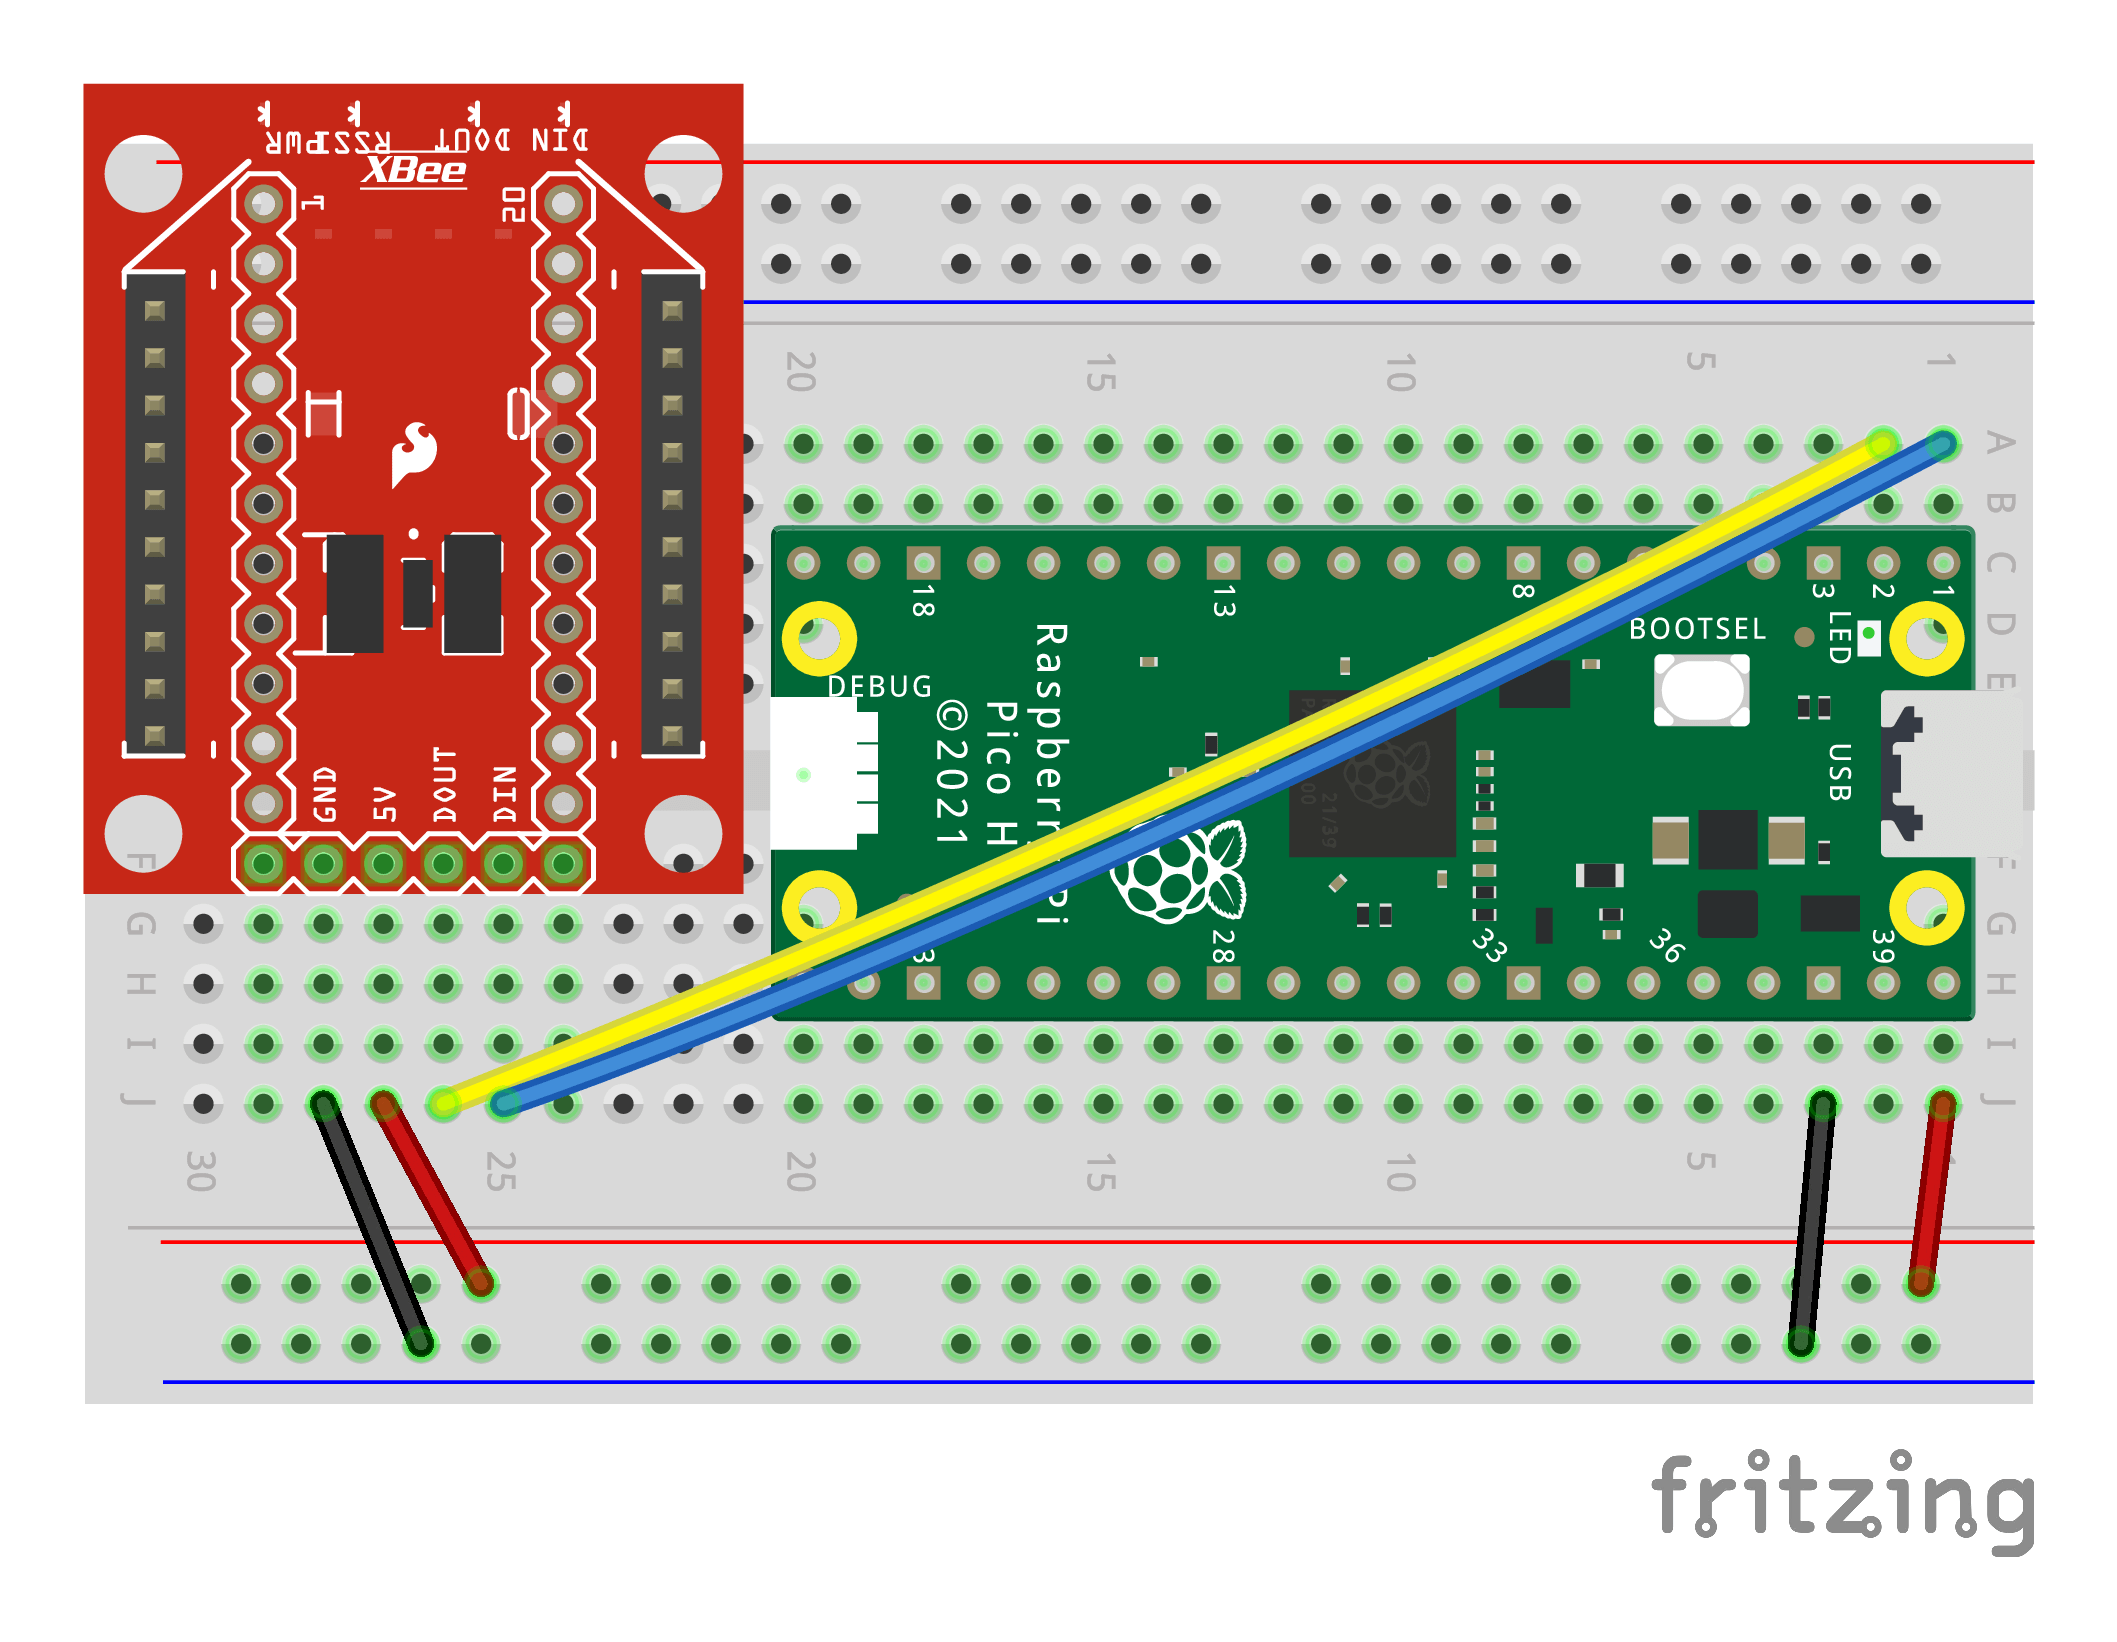 PWR RSSI DOUT DIN
XBee
1 20
GND 5V DOUT DIN
20 15 10 5 1
A
B
C
D
E
F
G
H
I
J
F
G
H
I
J
18 13 8 3 2 1
BOOTSEL
LED
USB
DEBUG
Raspberry Pi
Pico H
©2021
21/39
28 33 36 39
30 25 20 15 10 5
fritzing